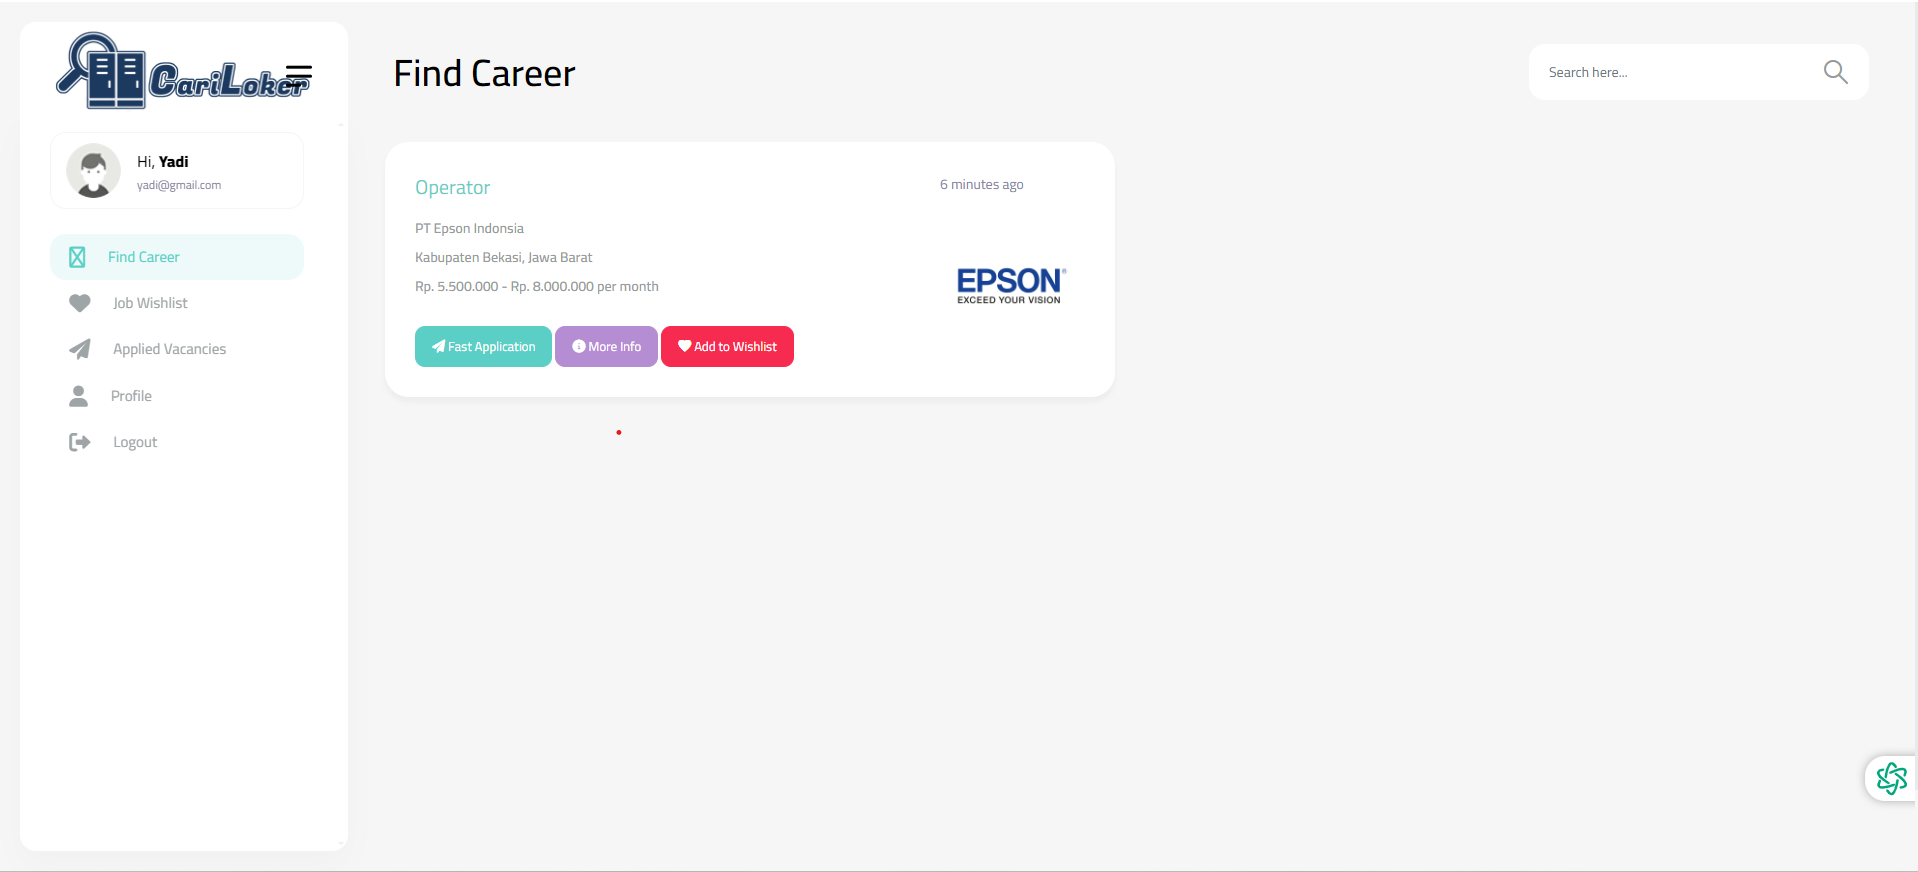 CariLoker
Hi, Yadi
yadi@gmail.com
Find Career
Job Wishlist
Applied Vacancies
Profile
Logout
Find Career
Search here...
Operator
6 minutes ago
PT Epson Indonsia
Kabupaten Bekasi, Jawa Barat
Rp. 5.500.000 - Rp. 8.000.000 per month
EPSON®
EXCEED YOUR VISION
Fast Application
More Info
Add to Wishlist